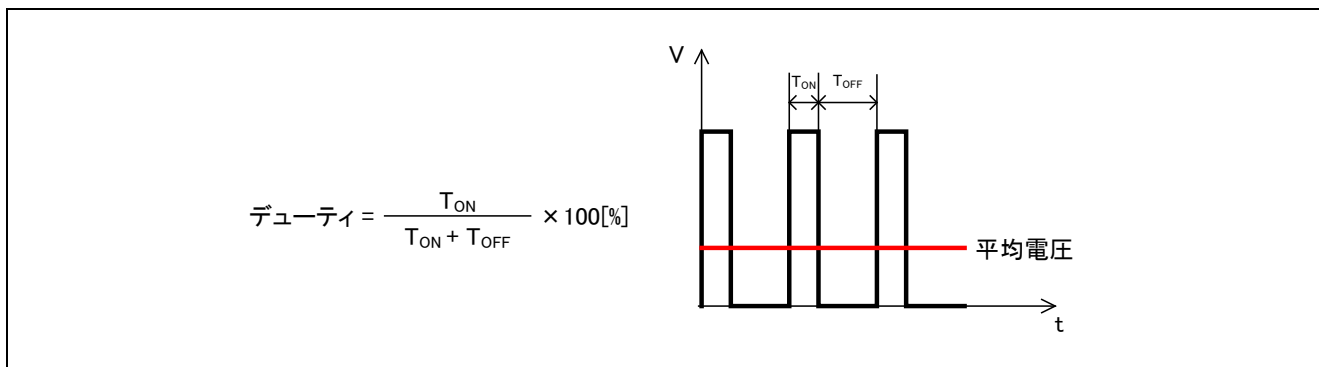 デューティ = T_ON / (T_ON + T_OFF) × 100[%]
V
T_ON T_OFF
平均電圧
t